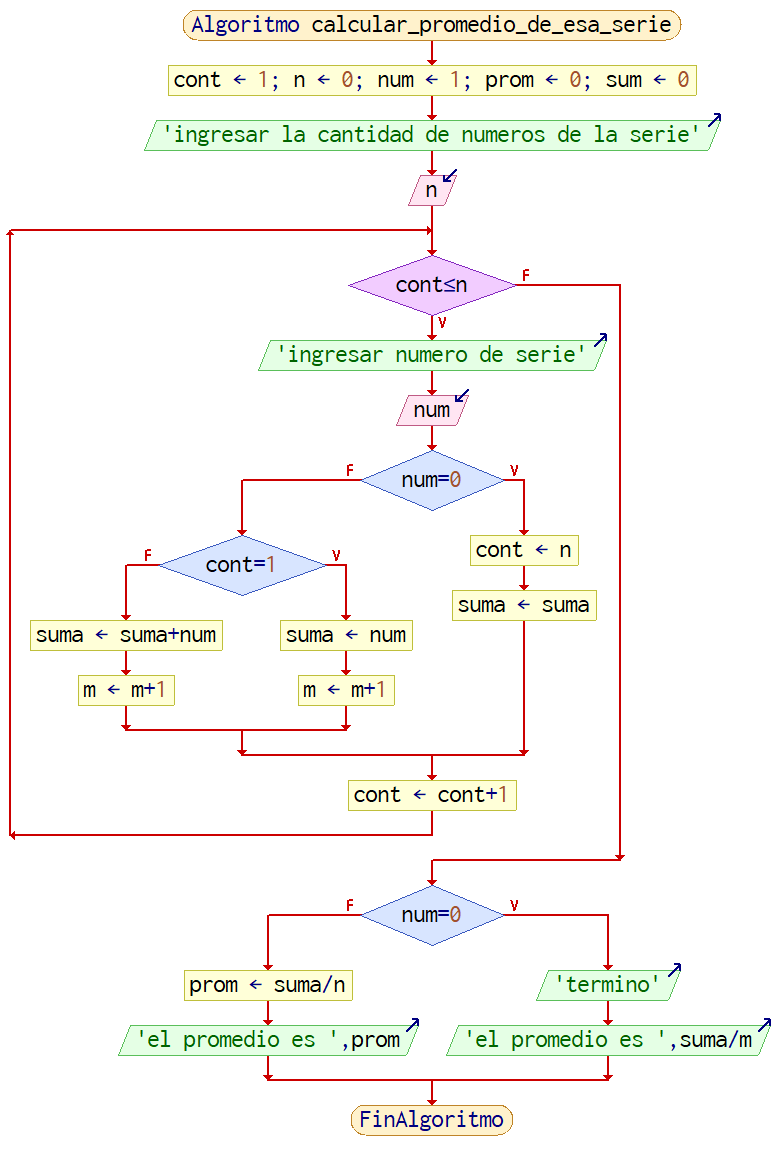 Algoritmo calcular_promedio_de_esa_serie
cont ← 1; n ← 0; num ← 1; prom ← 0; sum ← 0
'ingresar la cantidad de numeros de la serie'
n
cont≤n
F
V
'ingresar numero de serie'
num
F
num=0
V
F
cont=1
V
cont ← n
suma ← suma
suma ← suma+num
suma ← num
m ← m+1
m ← m+1
cont ← cont+1
F
num=0
V
prom ← suma/n
'termino'
'el promedio es ',prom
'el promedio es ',suma/m
FinAlgoritmo